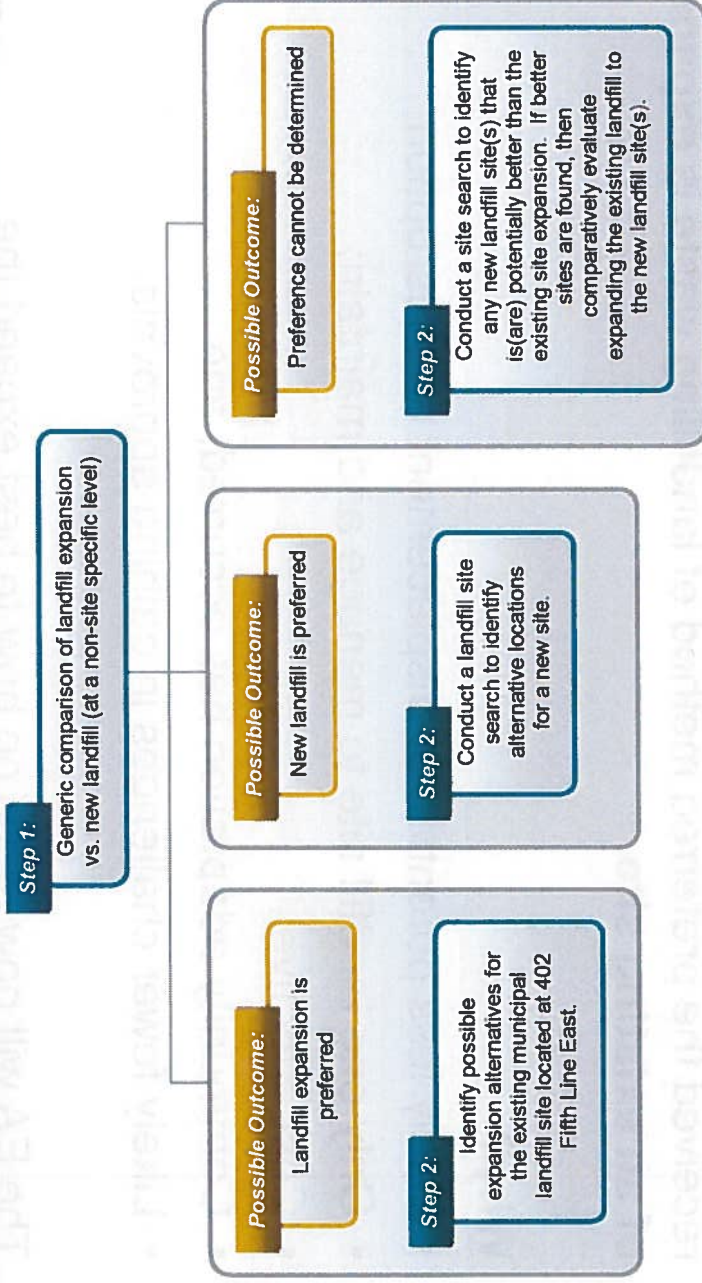 Step 1:
Generic comparison of landfill expansion
vs. new landfill (at a non-site specific level)
Possible Outcome:
Landfill expansion is
preferred
Step 2:
Identify possible
expansion alternatives for
the existing municipal
landfill site located at 402
Fifth Line East.
Possible Outcome:
New landfill is preferred
Step 2:
Conduct a landfill site
search to identify
alternative locations
for a new site.
Possible Outcome:
Preference cannot be determined
Step 2:
Conduct a site search to identify
any new landfill site(s) that
is(are) potentially better than the
existing site expansion. If better
sites are found, then
comparatively evaluate
expanding the existing landfill to
the new landfill site(s).